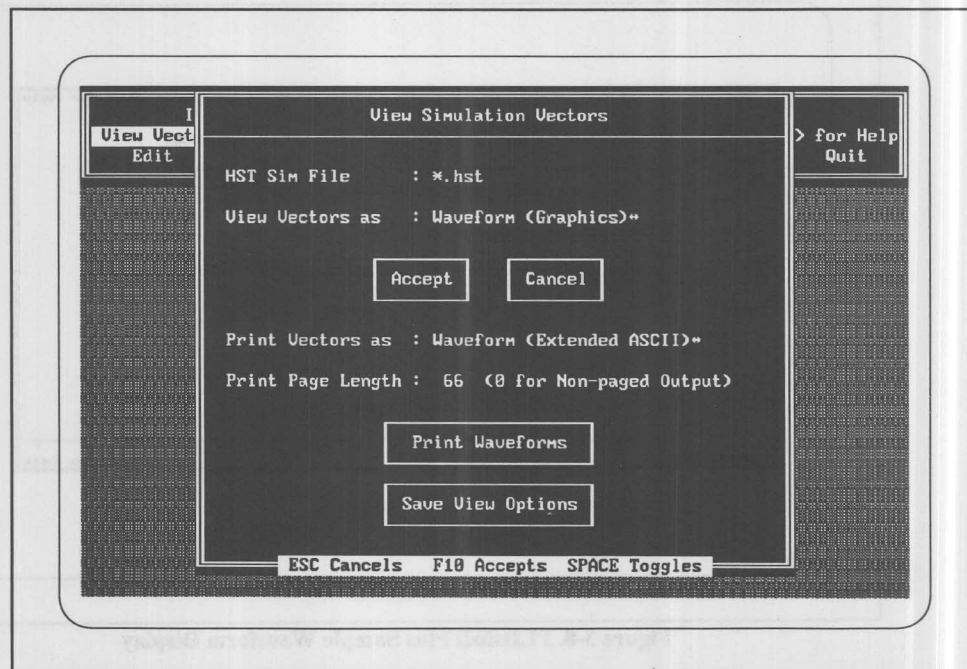 I
View Simulation Vectors
View Vect
> for Help
Edit
Quit
HST Sim File : *.hst
View Vectors as : Waveform (Graphics)↔
Accept Cancel
Print Vectors as : Waveform (Extended ASCII)↔
Print Page Length : 66 (0 for Non-paged Output)
Print Waveforms
Save View Options
ESC Cancels F10 Accepts SPACE Toggles